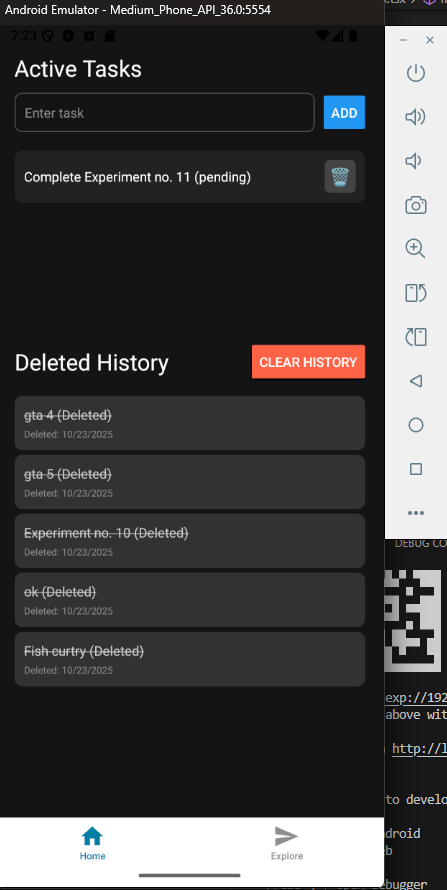 Android Emulator - Medium_Phone_API_36.0:5554
7:23
Active Tasks
Enter task
ADD
Complete Experiment no. 11 (pending)
Deleted History
CLEAR HISTORY
gta 4 (Deleted)
Deleted: 10/23/2025
gta 5 (Deleted)
Deleted: 10/23/2025
Experiment no. 10 (Deleted)
Deleted: 10/23/2025
ok (Deleted)
Deleted: 10/23/2025
Fish curtry (Deleted)
Deleted: 10/23/2025
Home
Explore
DEBUG CO
exp://192
above wit
http://l
to develo
droid
b
debugger